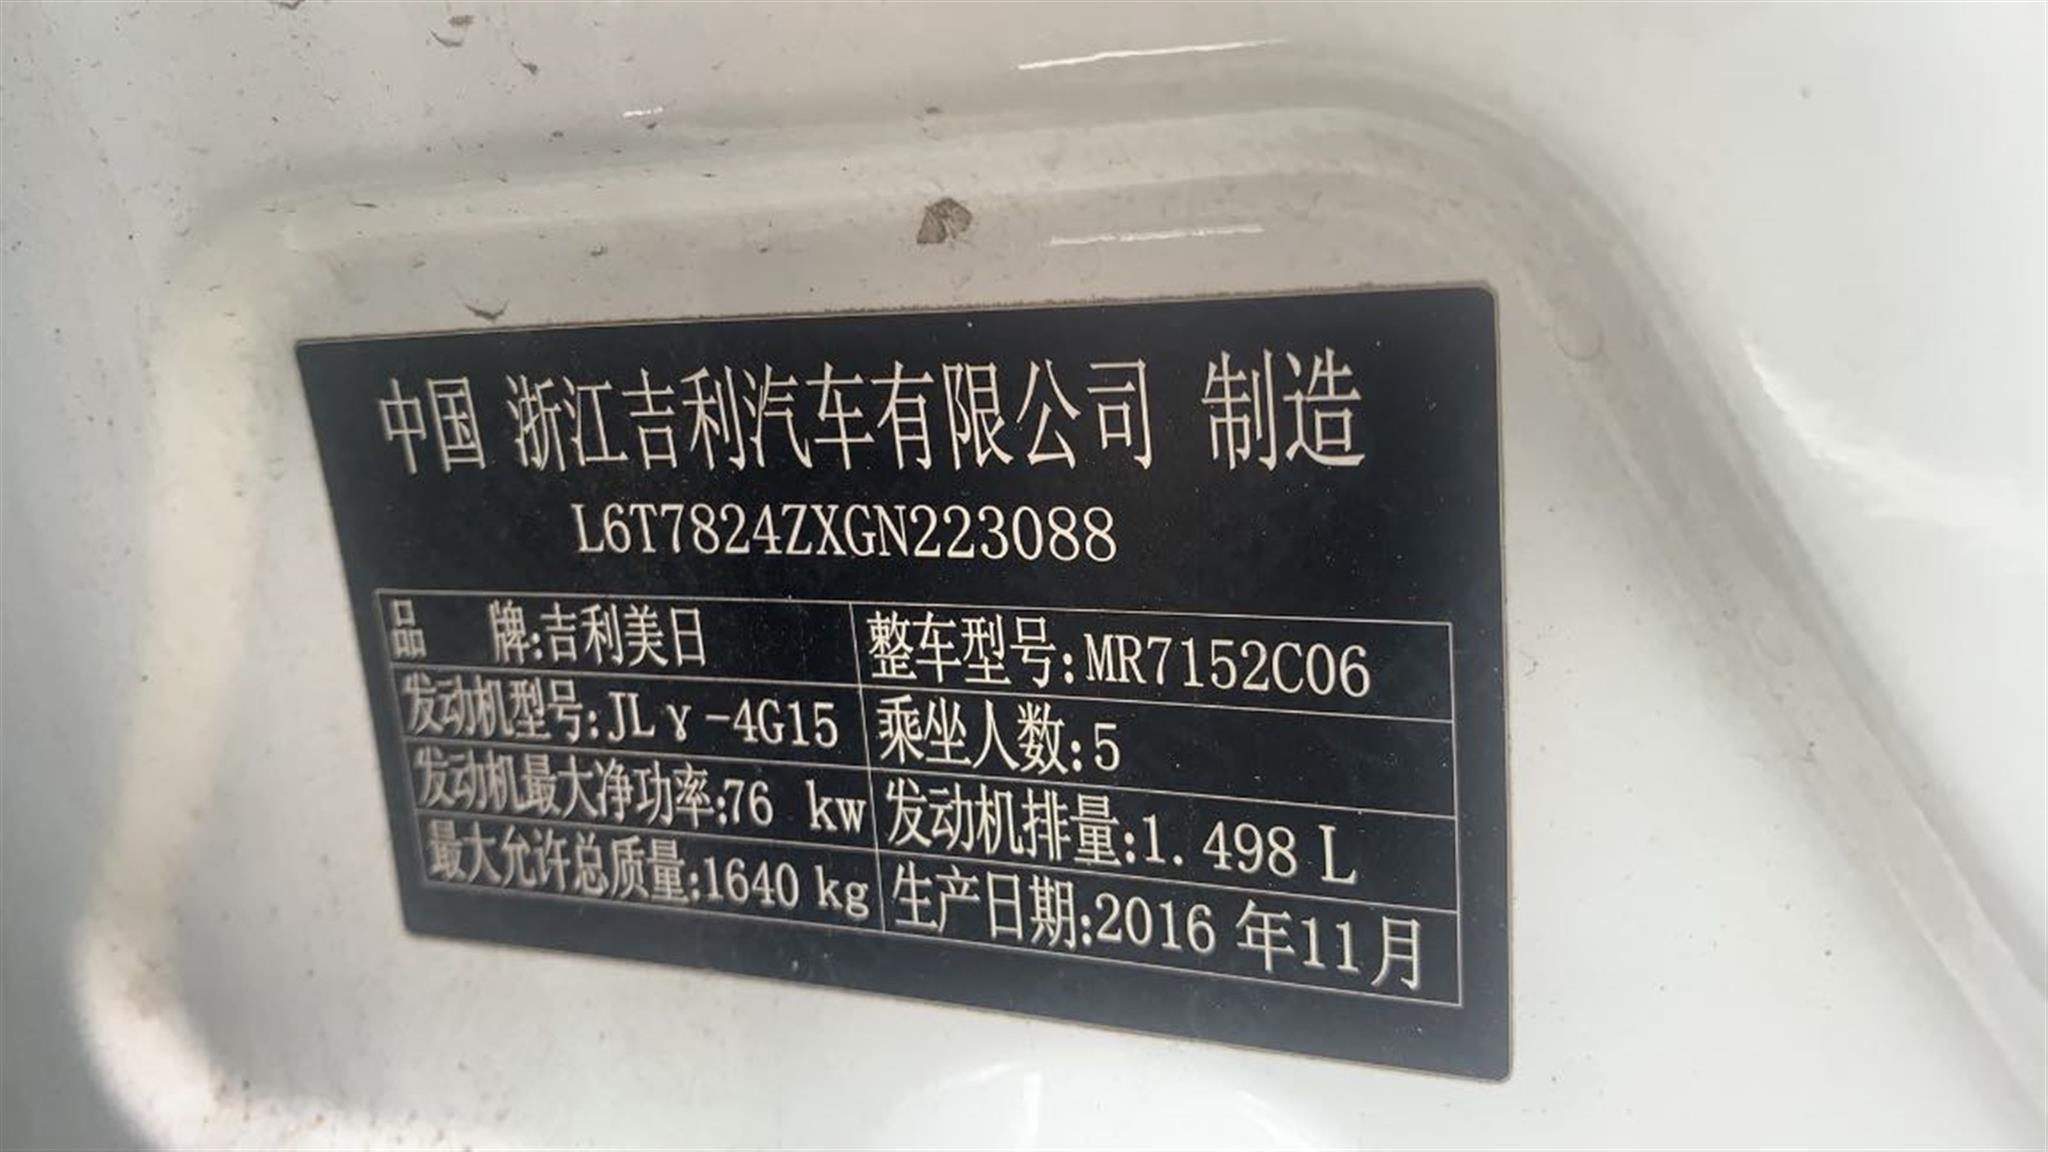 中国 浙江吉利汽车有限公司 制造
L6T7824ZXGN223088
品 牌:吉利美日 整车型号:MR7152C06
发动机型号:JLγ-4G15 乘坐人数:5
发动机最大净功率:76 kw 发动机排量:1.498 L
最大允许总质量:1640 kg 生产日期:2016 年11月